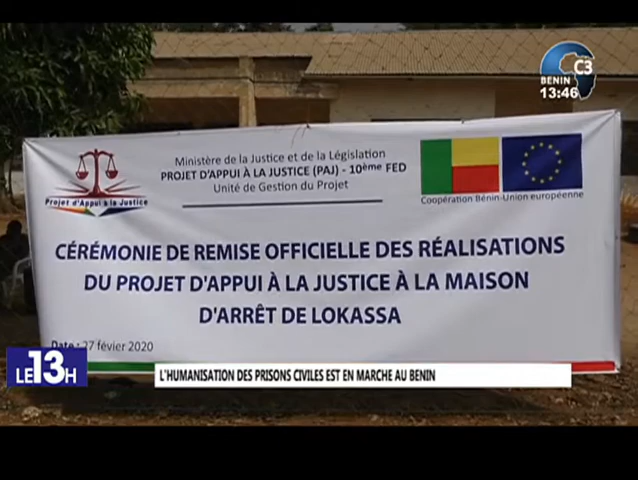 C3
BENIN
13:46
Ministère de la Justice et de la Législation
PROJET D'APPUI À LA JUSTICE (PAJ) - 10ème FED
Unité de Gestion du Projet
Projet d'Appui à la Justice
Coopération Bénin-Union européenne
CÉRÉMONIE DE REMISE OFFICIELLE DES RÉALISATIONS
DU PROJET D'APPUI À LA JUSTICE À LA MAISON
D'ARRÊT DE LOKASSA
Date : 27 févier 2020
LE 13H
L'HUMANISATION DES PRISONS CIVILES EST EN MARCHE AU BENIN